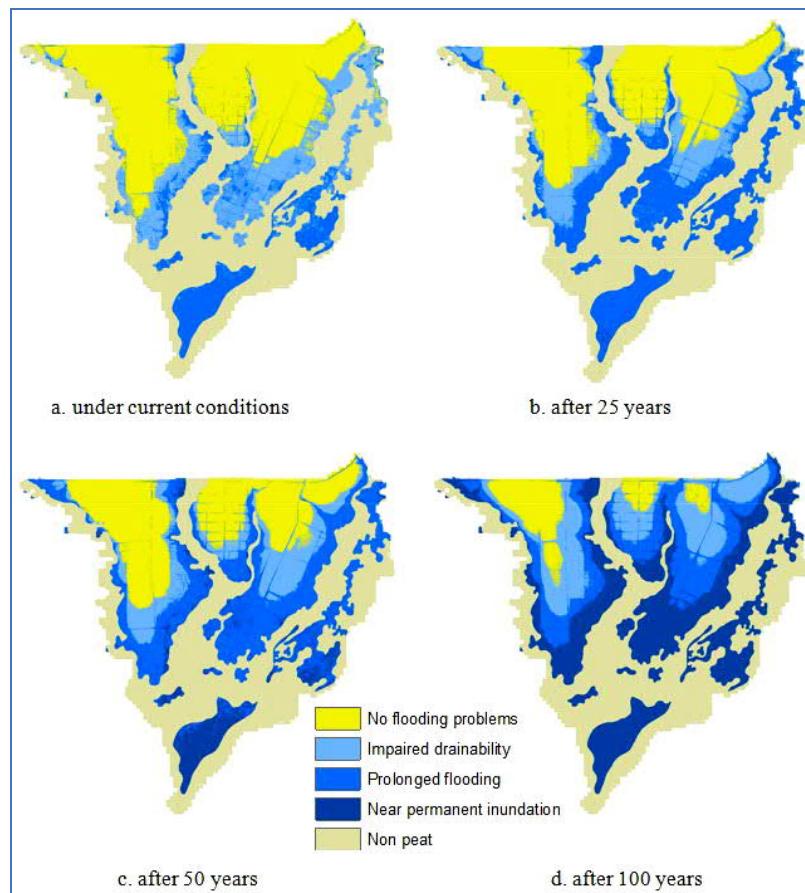 a. under current conditions
b. after 25 years
No flooding problems
Impaired drainability
Prolonged flooding
Near permanent inundation
Non peat
c. after 50 years
d. after 100 years